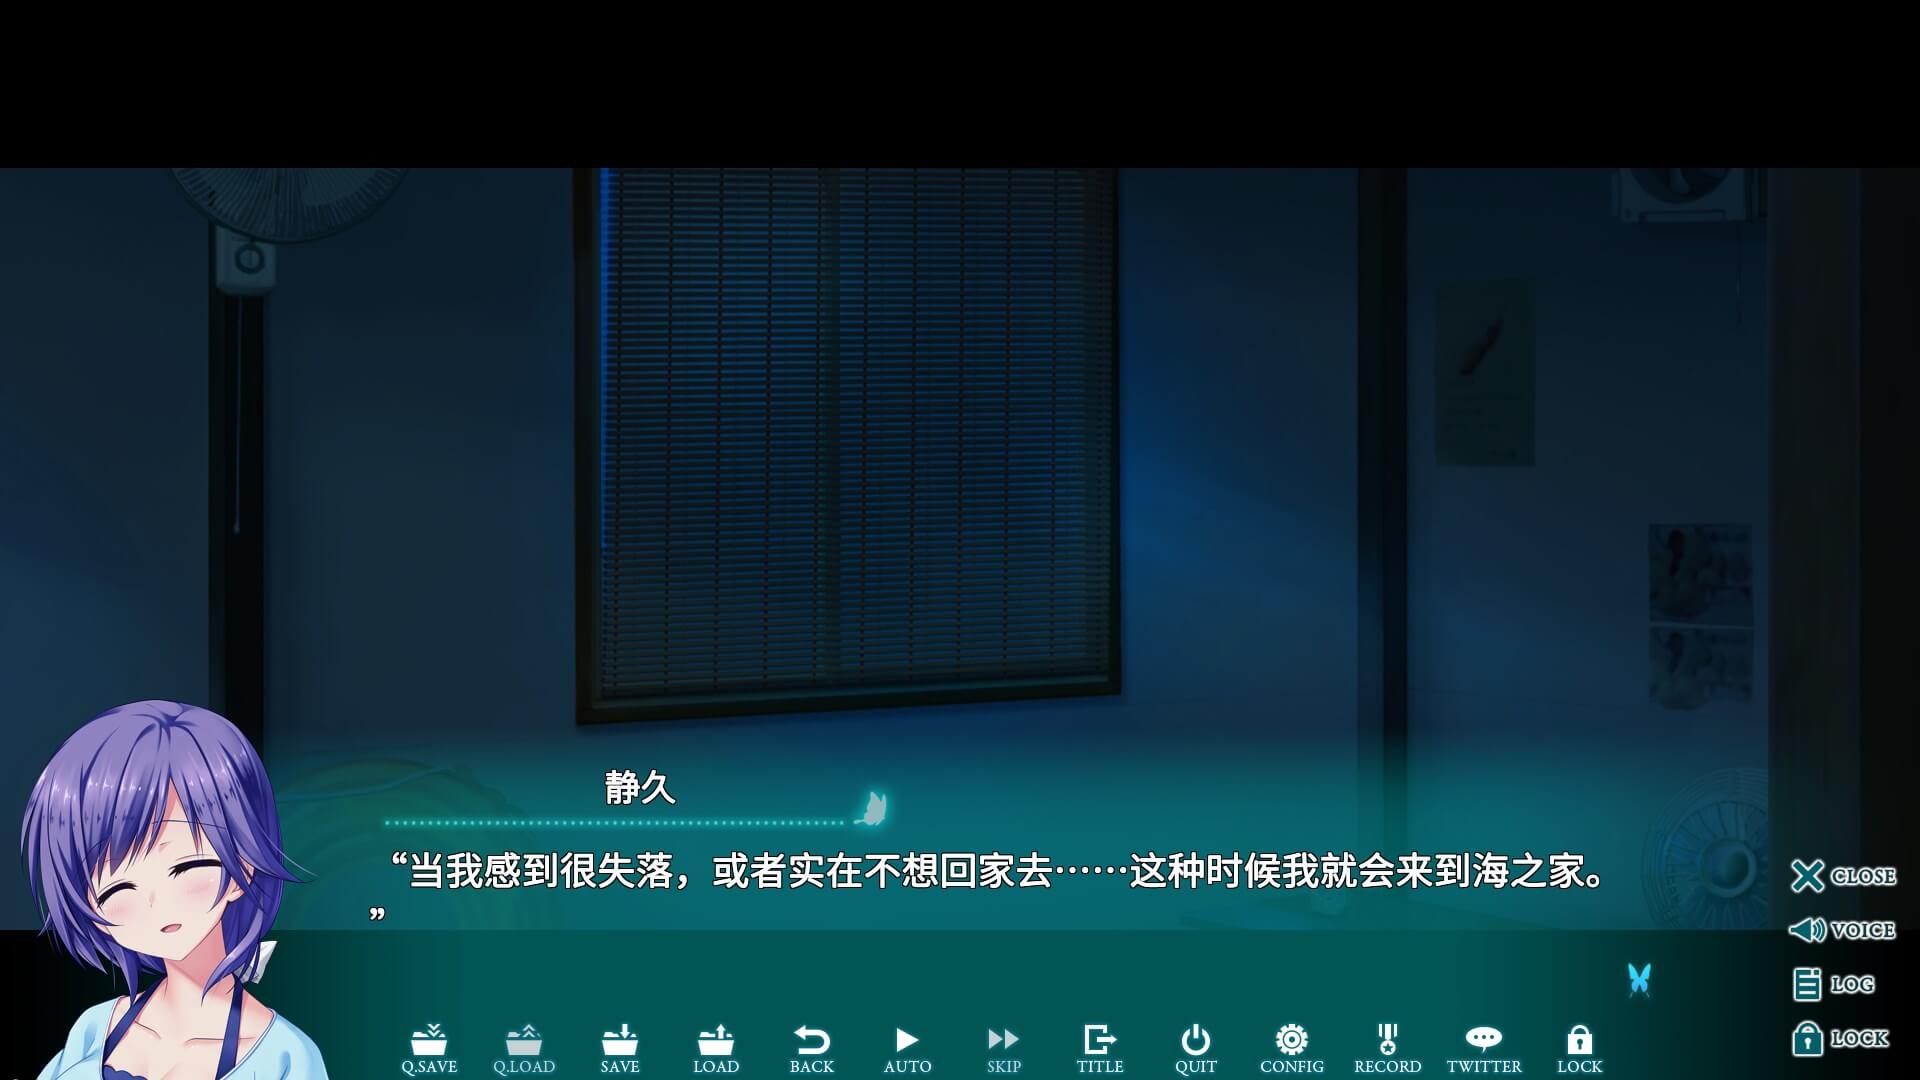 静久
“当我感到很失落，或者实在不想回家去……这种时候我就会来到海之家。
”
CLOSE
VOICE
LOG
LOCK
Q.SAVE
Q.LOAD
SAVE
LOAD
BACK
AUTO
SKIP
TITLE
QUIT
CONFIG
RECORD
TWITTER
LOCK